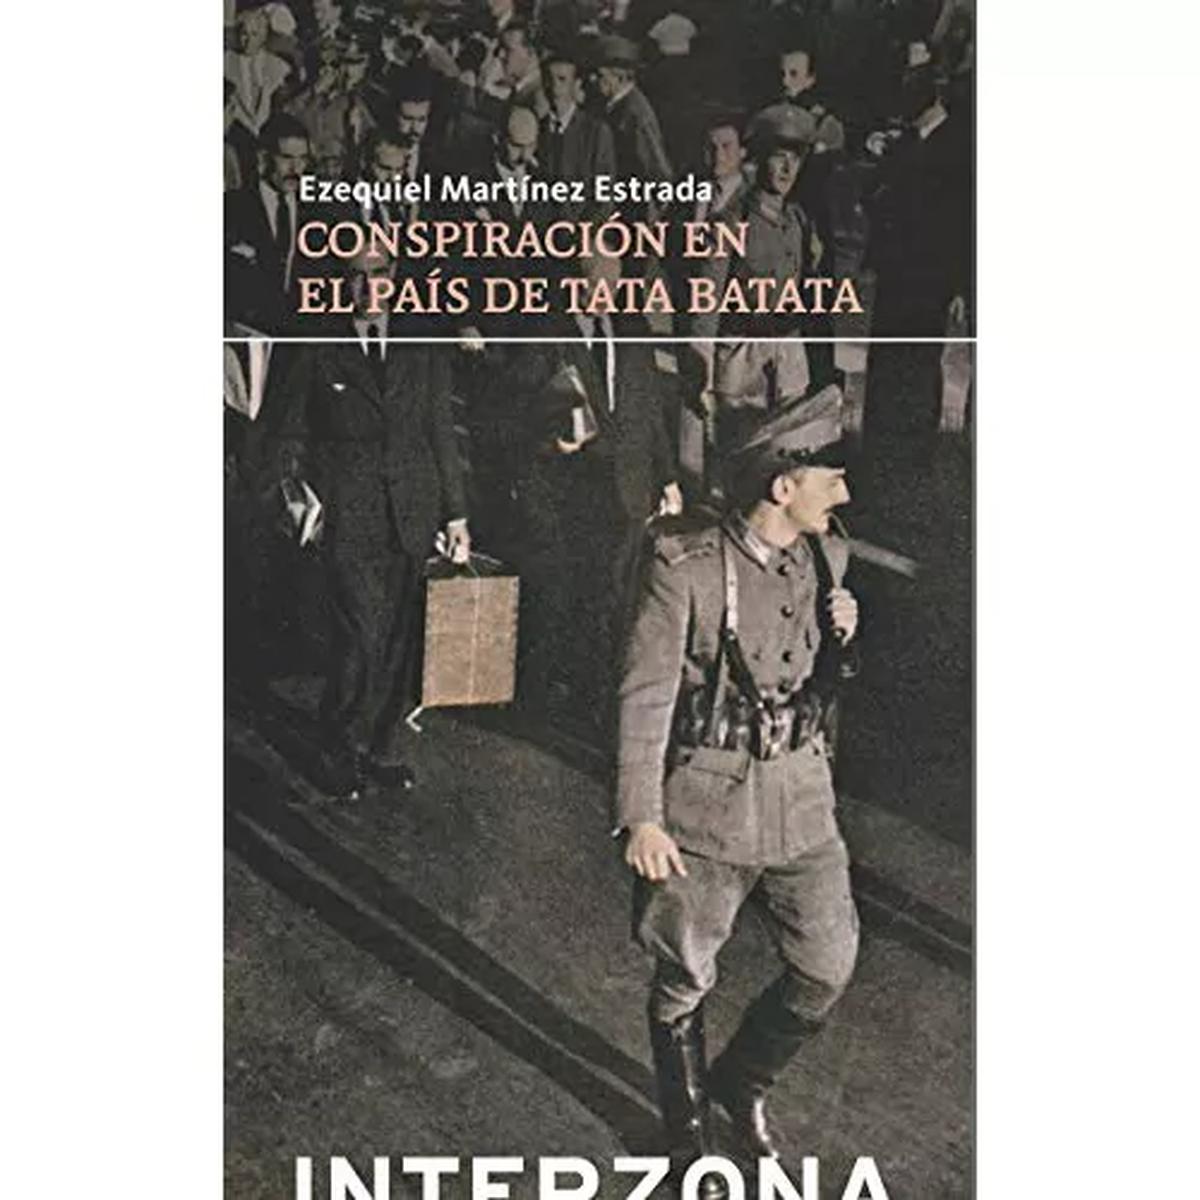 Ezequiel Martínez Estrada
CONSPIRACIÓN EN
EL PAÍS DE TATA BATATA
INTERZONA